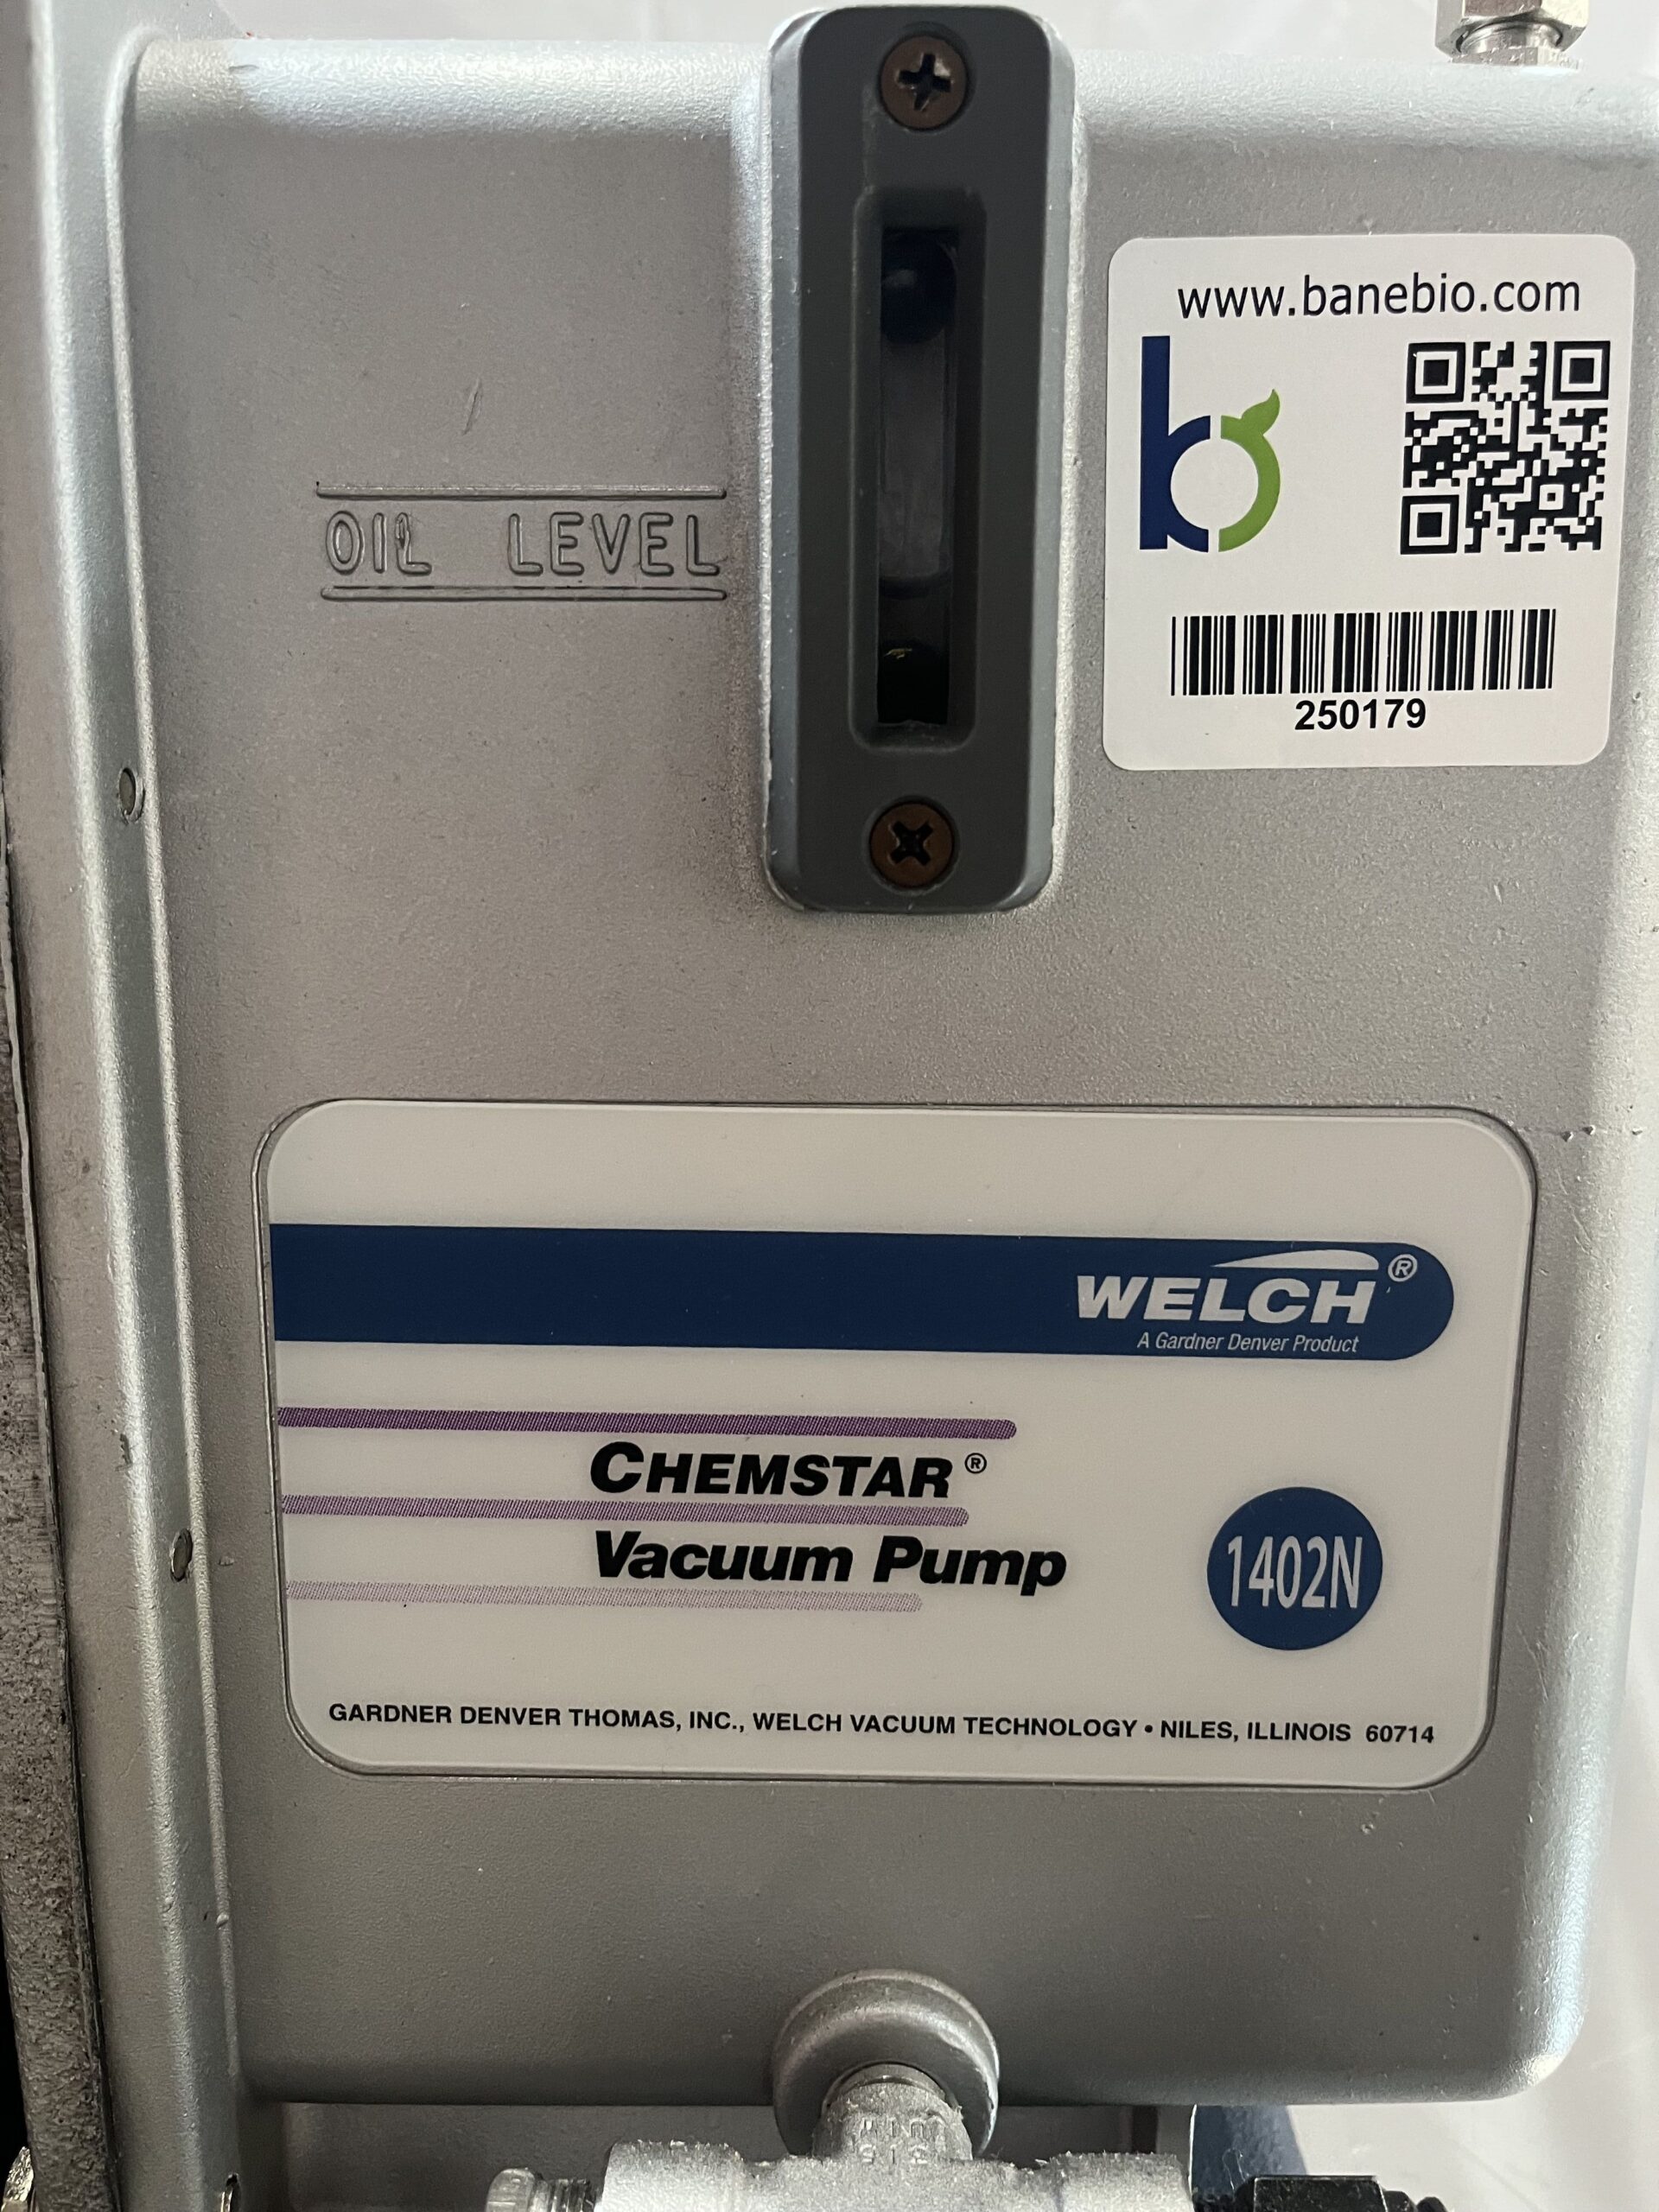 www.banebio.com
OIL LEVEL
250179
WELCH®
A Gardner Denver Product
CHEMSTAR®
Vacuum Pump
1402N
GARDNER DENVER THOMAS, INC., WELCH VACUUM TECHNOLOGY • NILES, ILLINOIS 60714